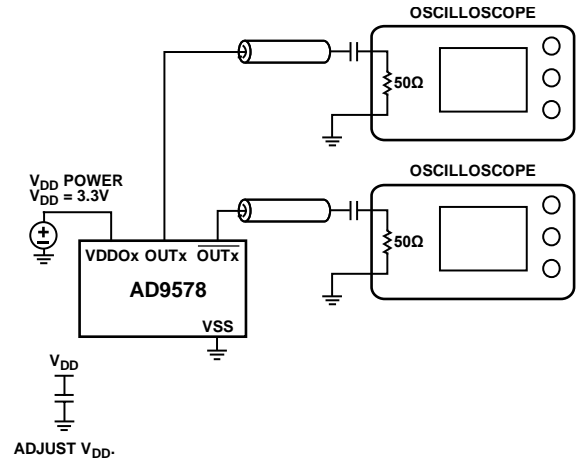 OSCILLOSCOPE
50Ω
OSCILLOSCOPE
50Ω
VDD POWER
VDD = 3.3V
VDDOx OUTx OUTx
AD9578
VSS
VDD
ADJUST VDD.